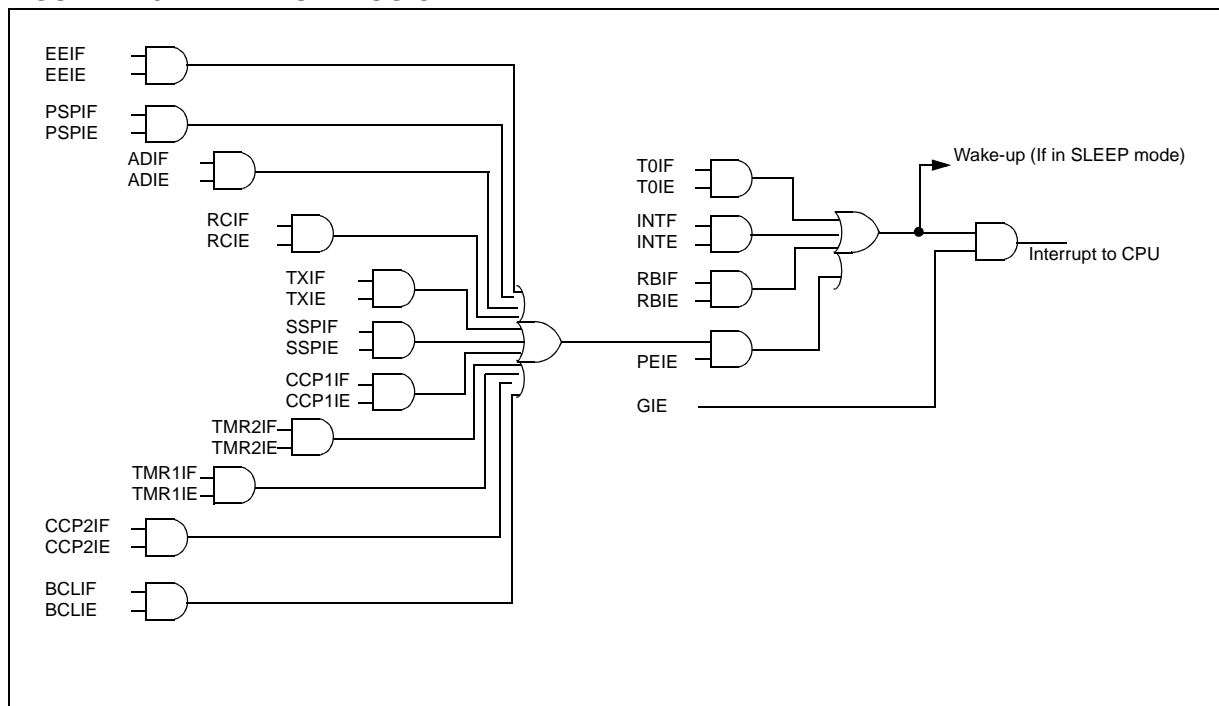 EEIF
EEIE
PSPIF
PSPIE
ADIF
ADIE
RCIF
RCIE
TXIF
TXIE
SSPIF
SSPIE
CCP1IF
CCP1IE
TMR2IF
TMR2IE
TMR1IF
TMR1IE
CCP2IF
CCP2IE
BCLIF
BCLIE
T0IF
T0IE
INTF
INTE
RBIF
RBIE
PEIE
GIE
Wake-up (If in SLEEP mode)
Interrupt to CPU